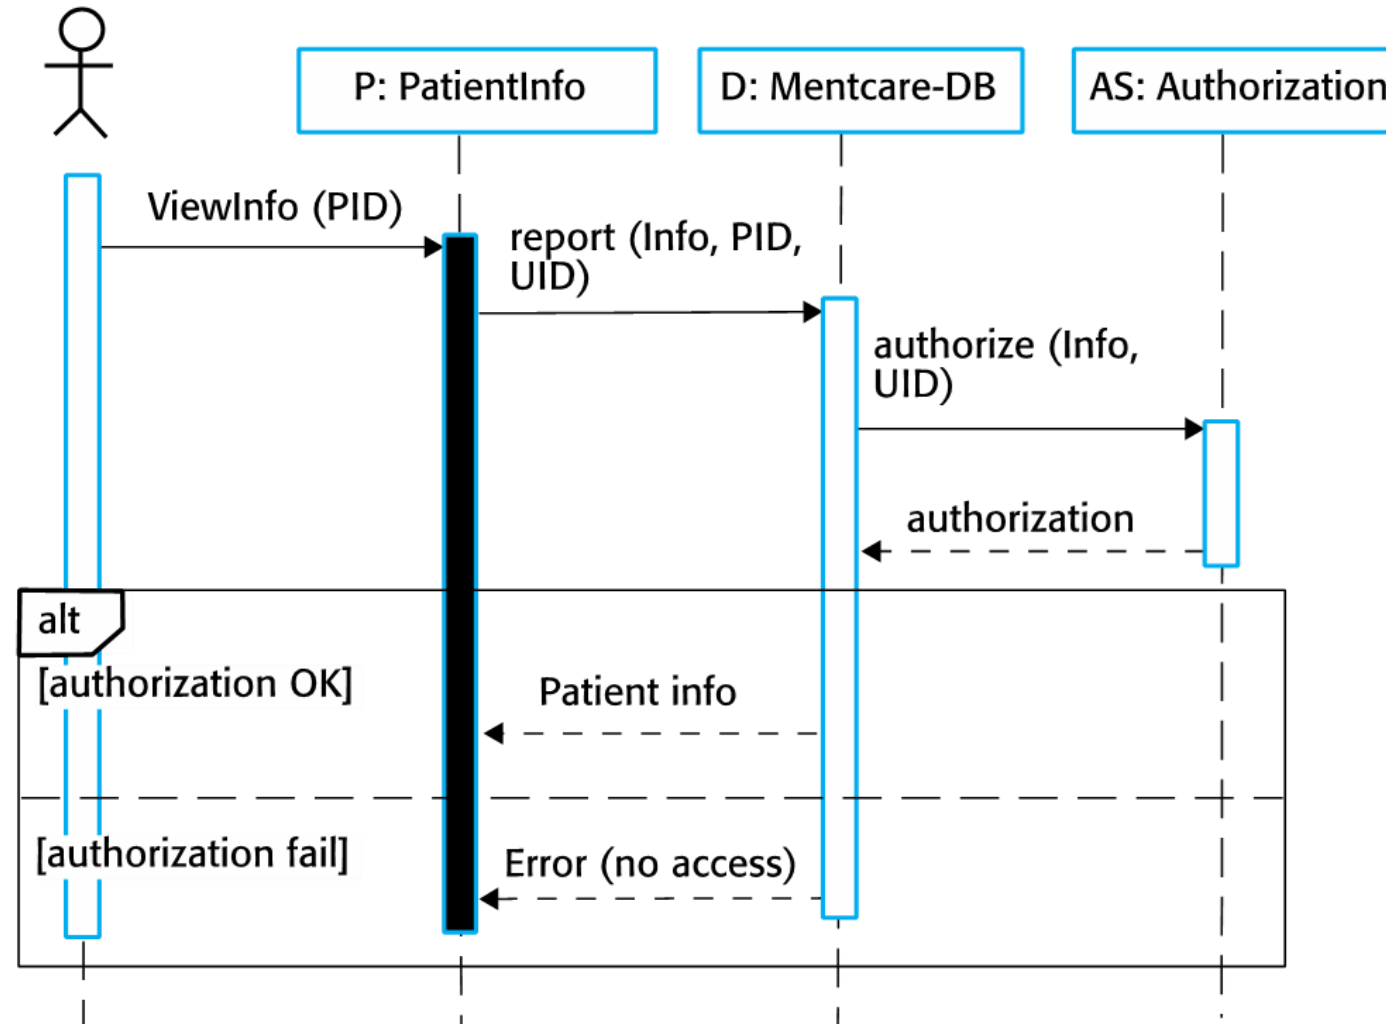 P: PatientInfo
D: Mentcare-DB
AS: Authorization
ViewInfo (PID)
report (Info, PID,
UID)
authorize (Info,
UID)
authorization
alt
[authorization OK]
Patient info
[authorization fail]
Error (no access)